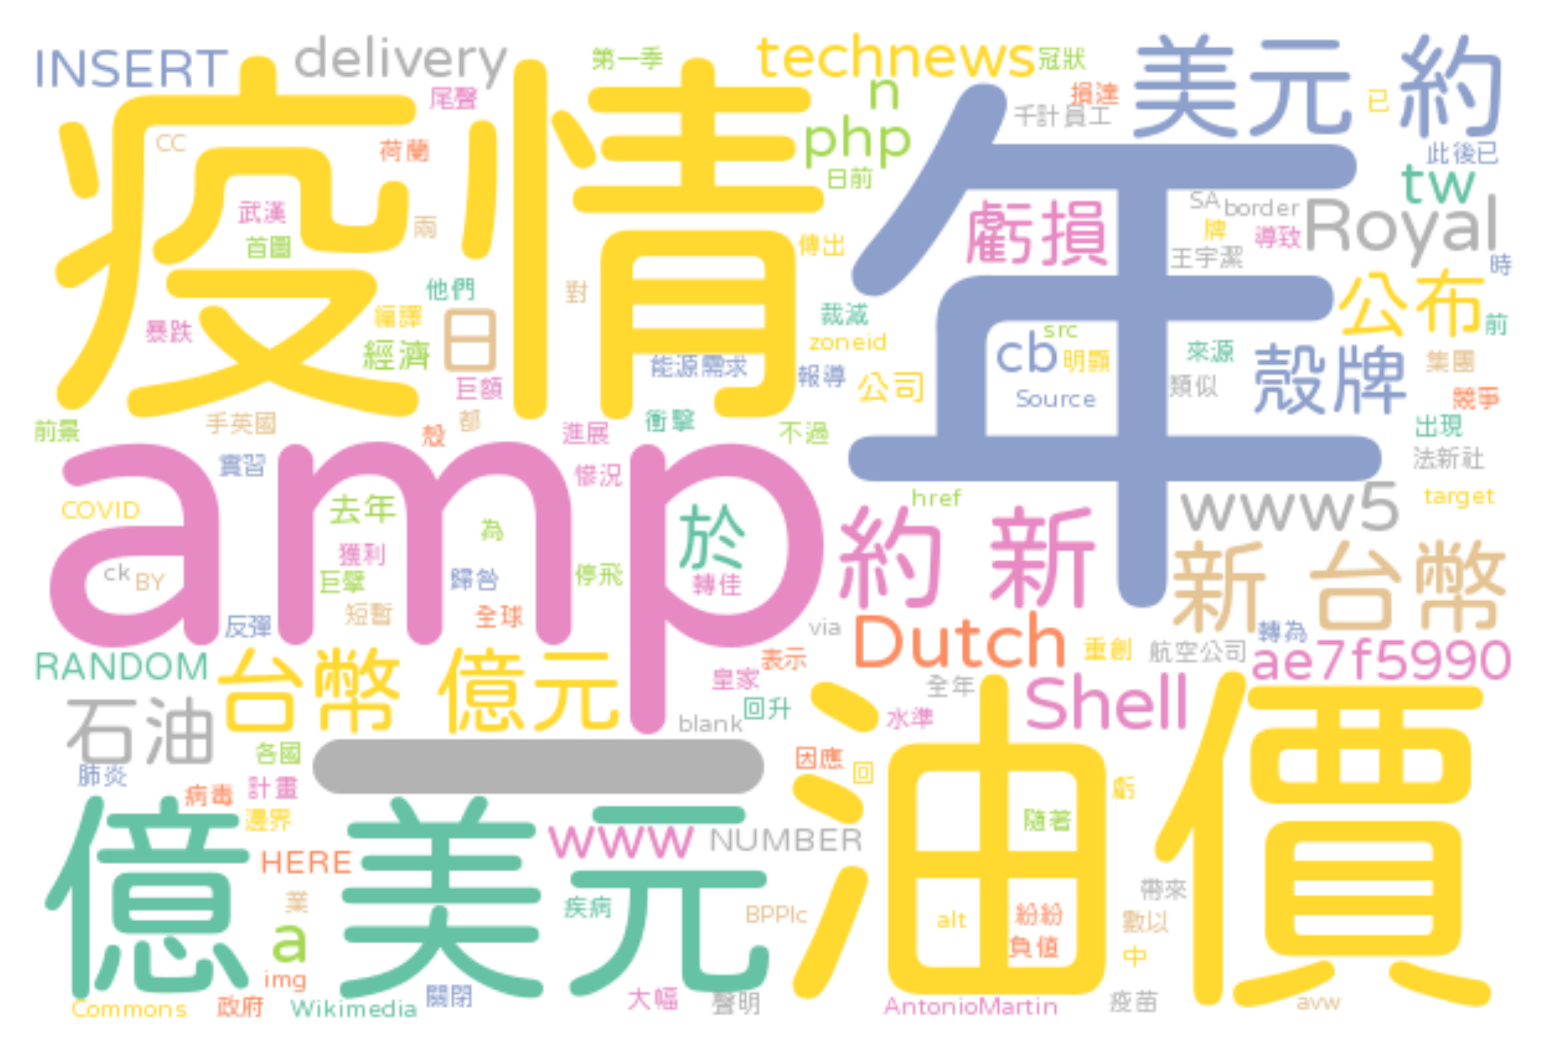 INSERT
delivery
第一季
technews
冠狀
美元
約
疫情
尾聲
n
損達
已
千計員工
年
CC
荷蘭
php
此後已
日前
tw
武漢
兩
虧損
SA
border
Royal
首圖
傳出
牌
導致
王宇潔
時
他們
對
公布
暴跌
編譯
日
裁減
src
前
經濟
zoneid
cb
明顯
來源
殼牌
集團
能源需求
報導
公司
類似
巨額
Source
競爭
前景
手英國
都
衝擊
不過
出現
殼
進展
法新社
amp
實習
慘況
www5
target
COVID
去年
為
於
href
約 新
新 台幣
獲利
ck
BY
巨擘
歸咎
停飛
轉佳
短暫
全球
反彈
via
Dutch
重創
航空公司
轉為
RANDOM
台幣 億元
表示
ae7f5990
皇家
全年
Shell
石油
blank
回升
水準
油價
各國
肺炎
因應
回
病毒
計畫
虧
億美元
邊界
www
NUMBER
隨著
HERE
業
疾病
BPPlc
alt
紛紛
帶來
a
負值
數以
中
img
Commons
政府
Wikimedia
關閉
大幅
聲明
AntonioMartin
疫苗
avw